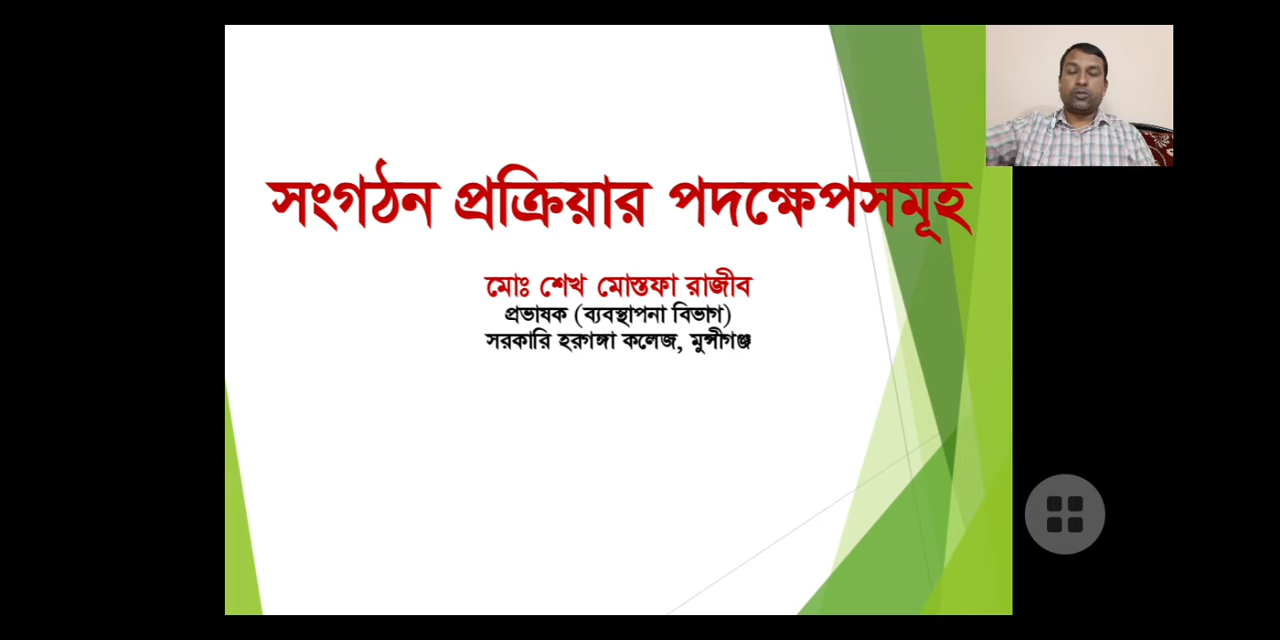 সংগঠন প্রক্রিয়ার পদক্ষেপসমূহ
মোঃ শেখ মোস্তফা রাজীব
প্রভাষক (ব্যবস্থাপনা বিভাগ)
সরকারি হরগঙ্গা কলেজ, মুন্সীগঞ্জ